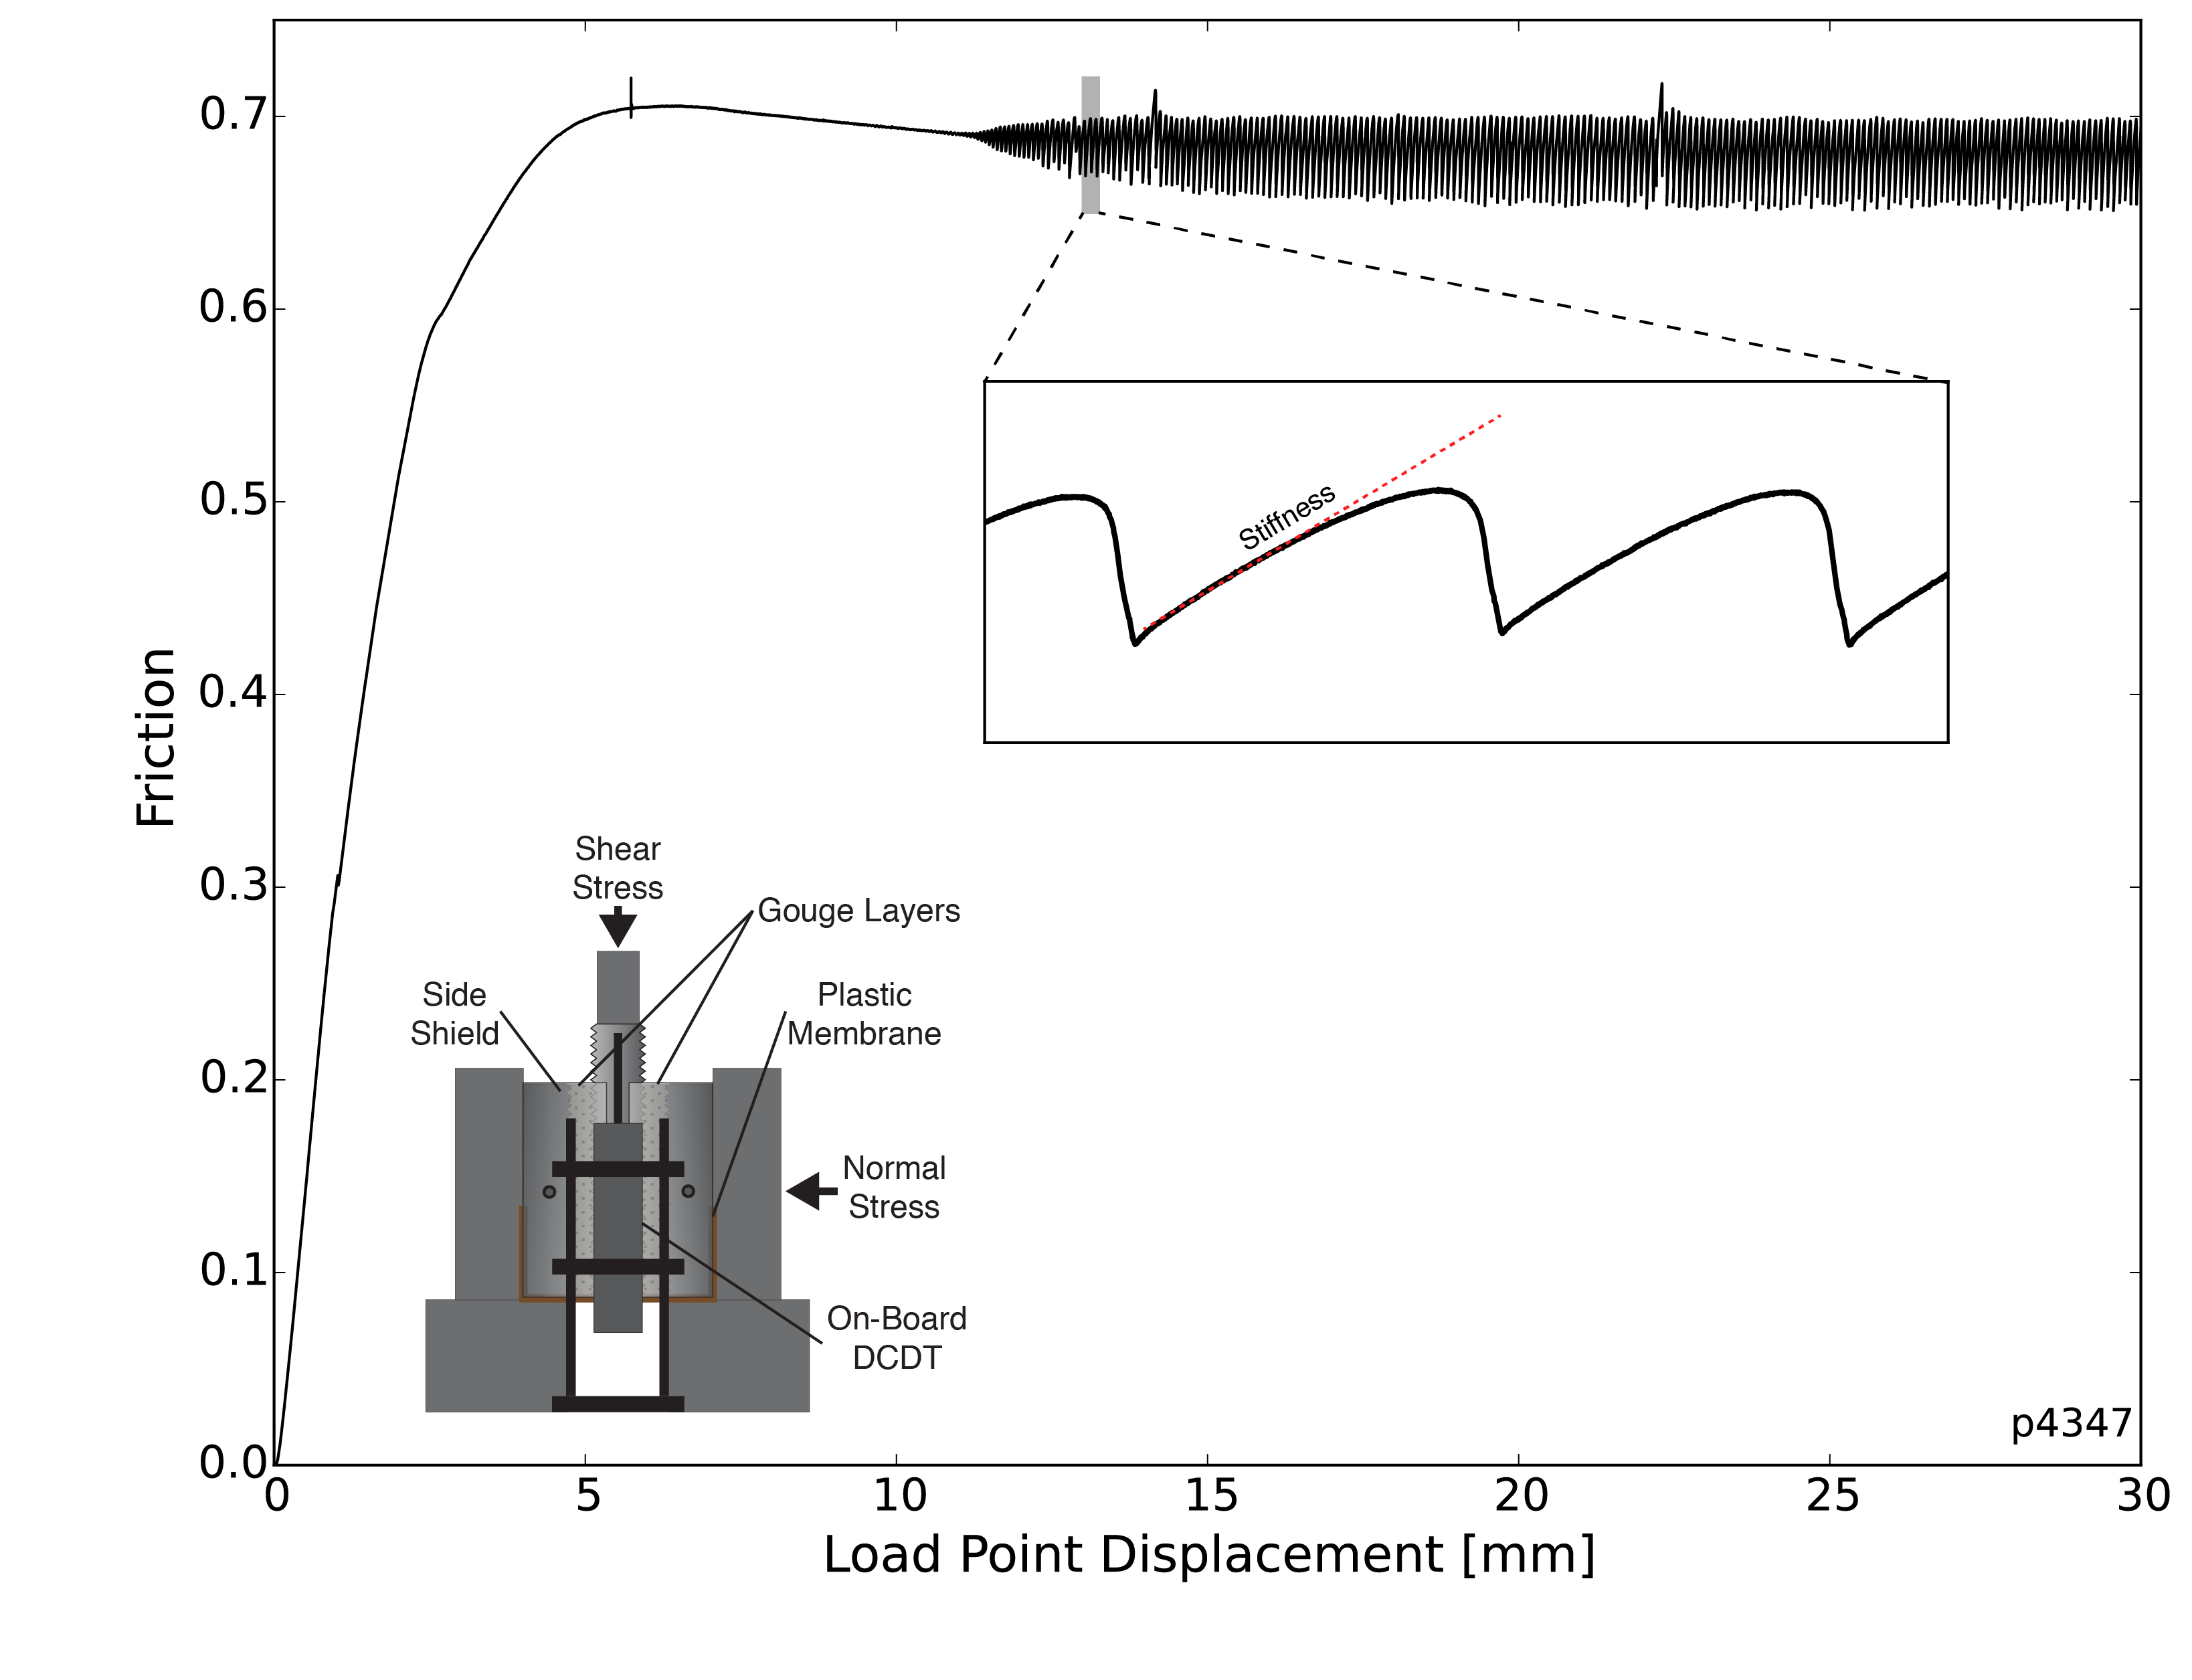 0.7
0.6
0.5
0.4
0.3
0.2
0.1
0.0
Friction
Stiffness
Shear
Stress
Gouge Layers
Side
Shield
Plastic
Membrane
Normal
Stress
On-Board
DCDT
p4347
0
5
10
15
20
25
30
Load Point Displacement [mm]